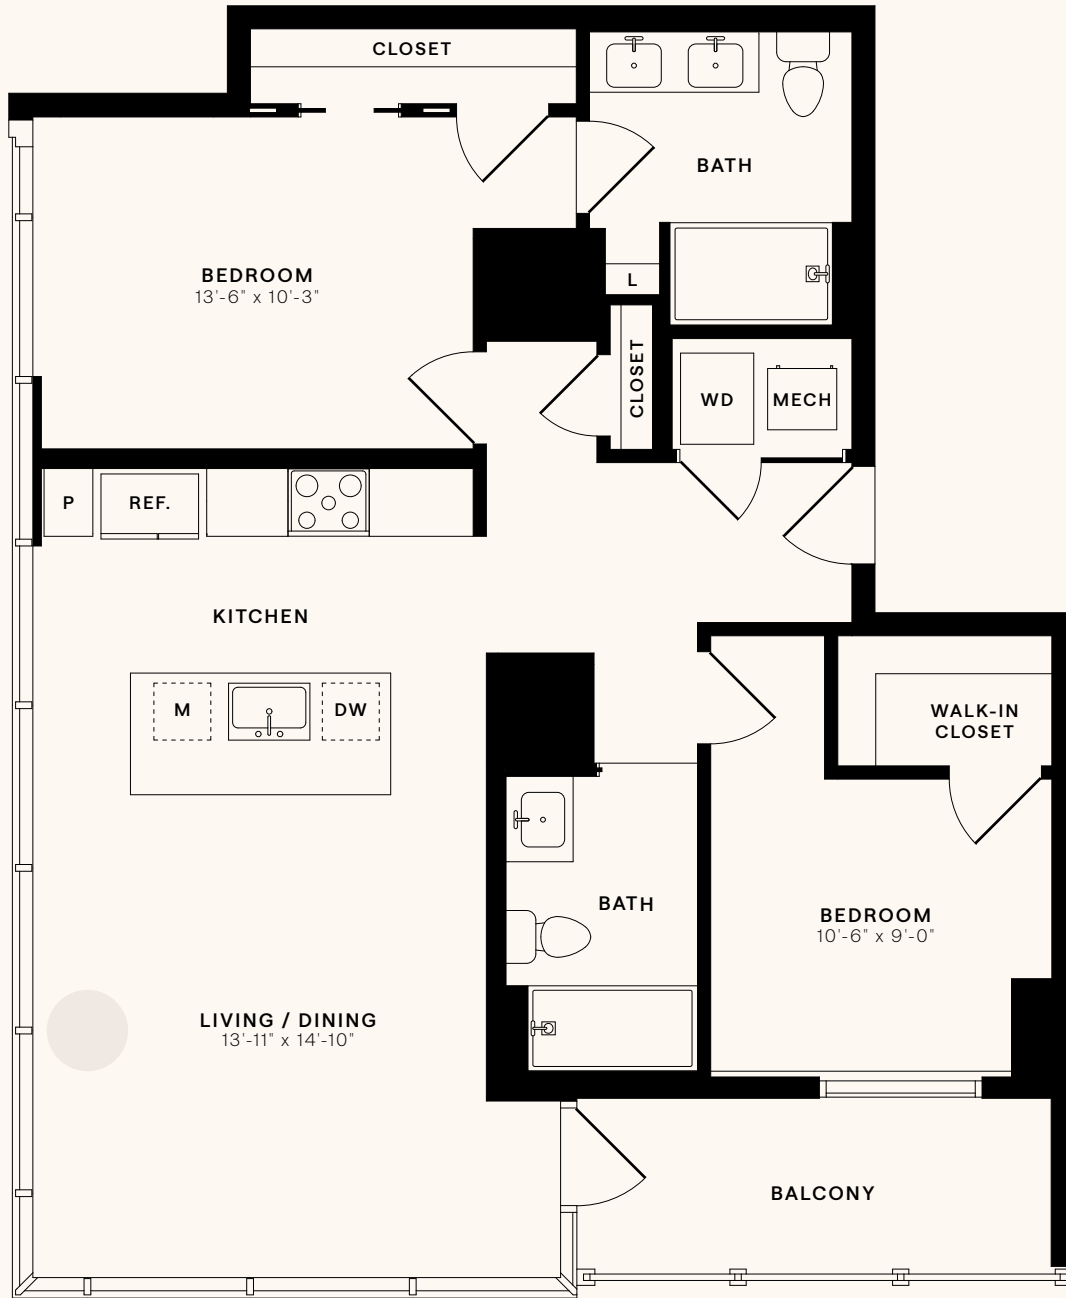 CLOSET
BATH
BEDROOM
13'-6" x 10'-3"
L
CLOSET
WD
MECH
P
REF.
KITCHEN
M
DW
WALK-IN
CLOSET
BATH
BEDROOM
10'-6" x 9'-0"
LIVING / DINING
13'-11" x 14'-10"
BALCONY